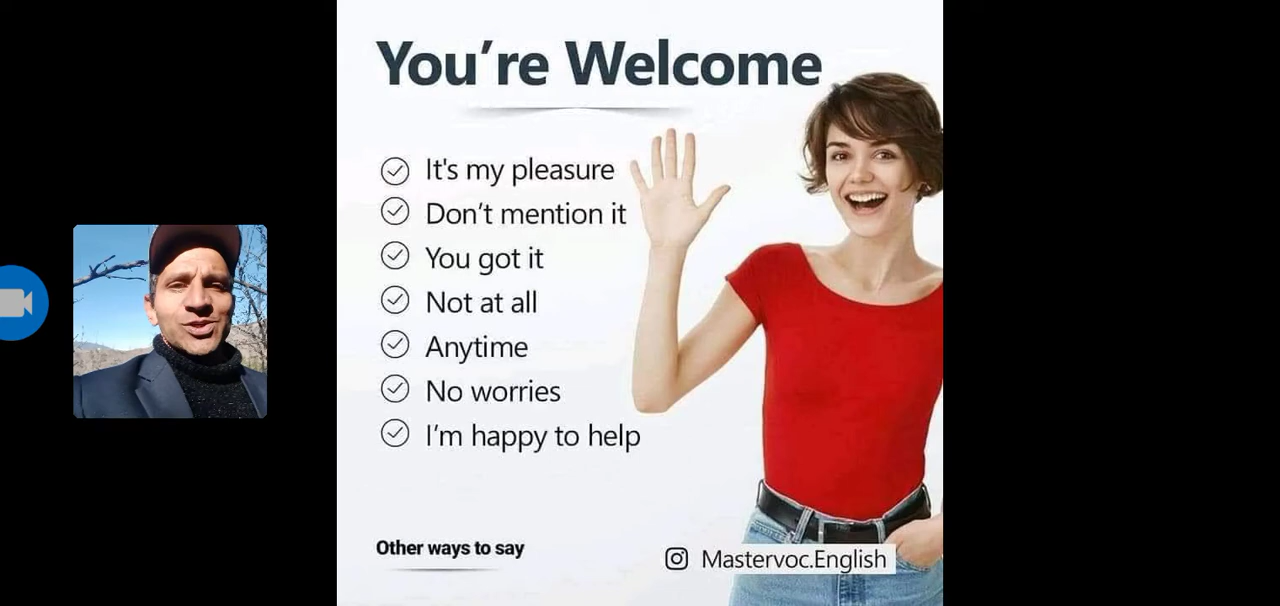 You’re Welcome
It's my pleasure
Don’t mention it
You got it
Not at all
Anytime
No worries
I’m happy to help
Other ways to say
Mastervoc.English